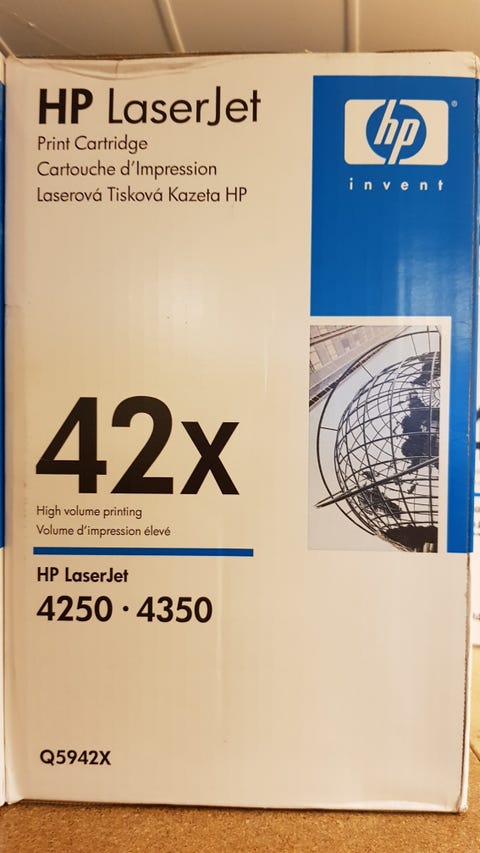 HP LaserJet
Print Cartridge
Cartouche d'Impression
Laserová Tisková Kazeta HP
hp®
invent
42X
High volume printing
Volume d'impression élevé
HP LaserJet
4250 · 4350
Q5942X